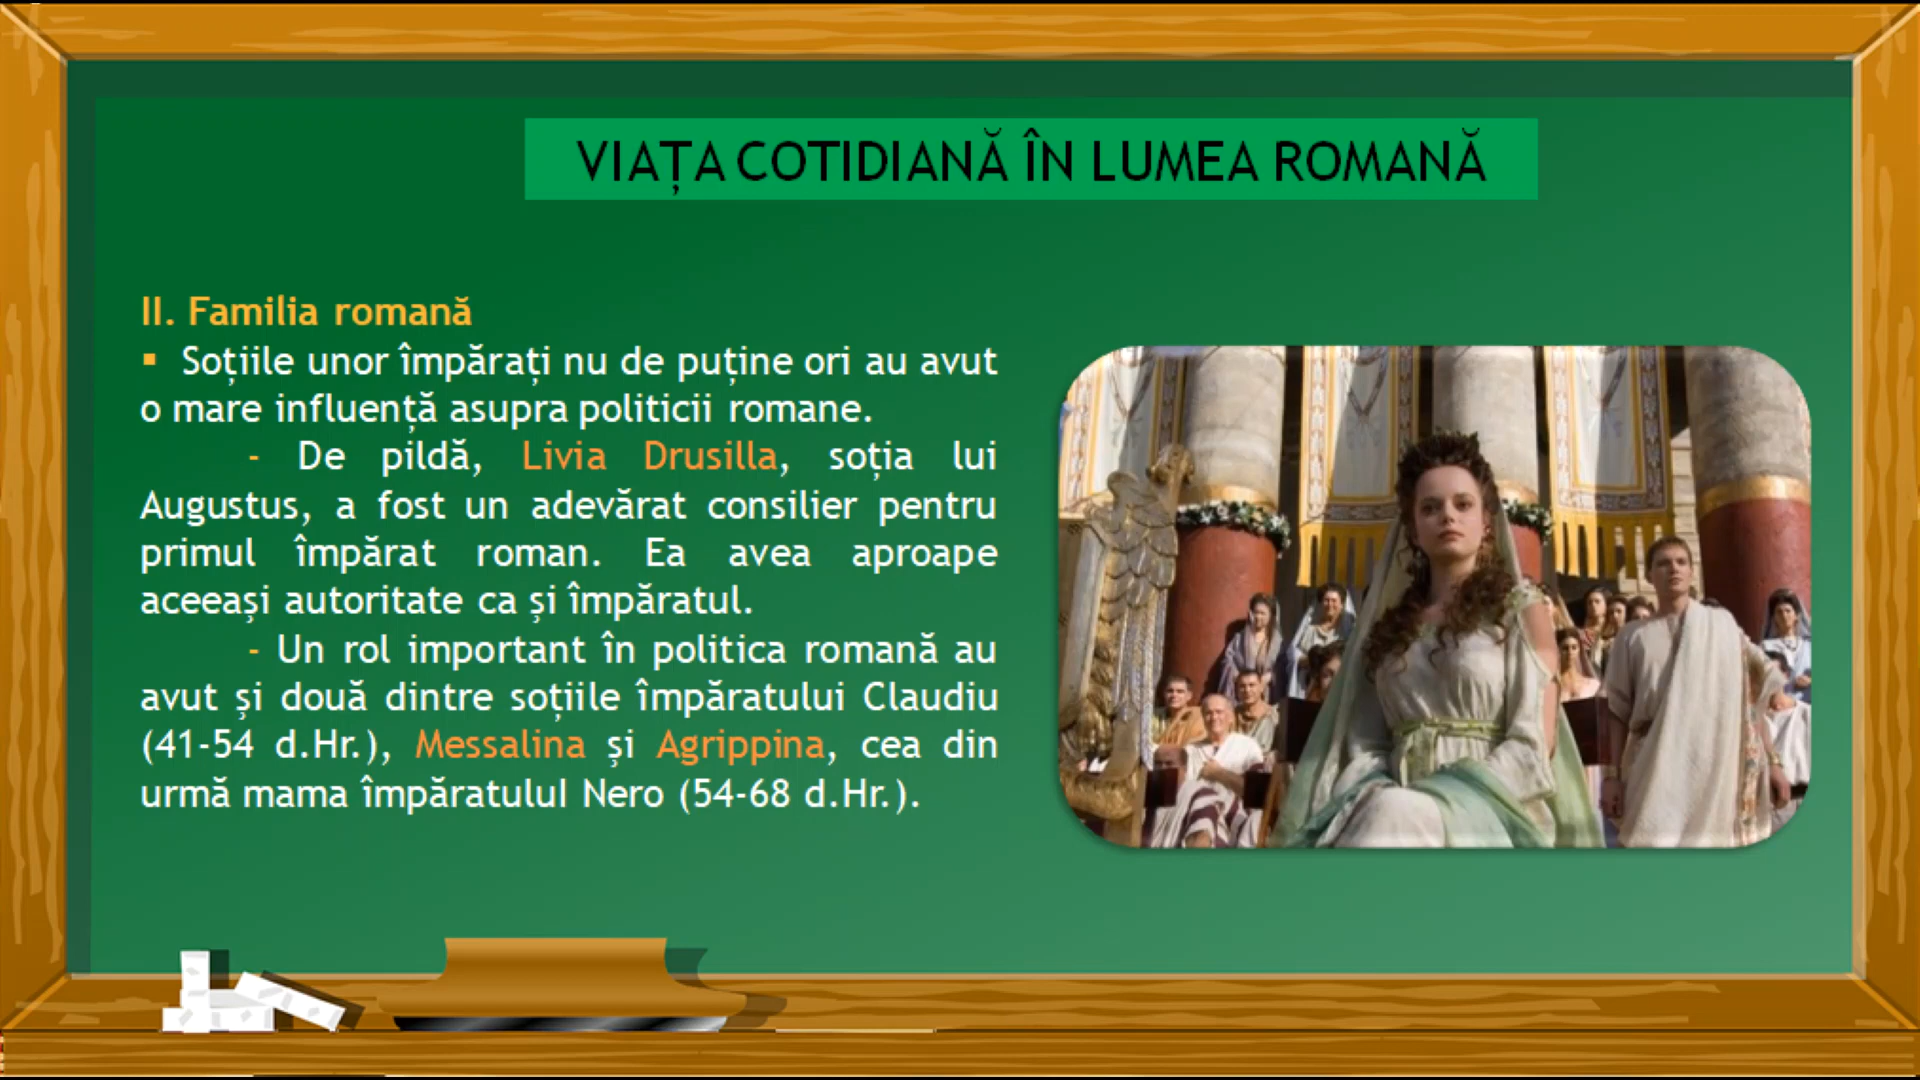 VIAȚA COTIDIANĂ ÎN LUMEA ROMANĂ
II. Familia romană
▪ Soțiile unor împărați nu de puține ori au avut
o mare influență asupra politicii romane.
- De pildă, Livia Drusilla, soția lui
Augustus, a fost un adevărat consilier pentru
primul împărat roman. Ea avea aproape
aceeași autoritate ca și împăratul.
- Un rol important în politica romană au
avut și două dintre soțiile împăratului Claudiu
(41-54 d.Hr.), Messalina și Agrippina, cea din
urmă mama împăratuluI Nero (54-68 d.Hr.).